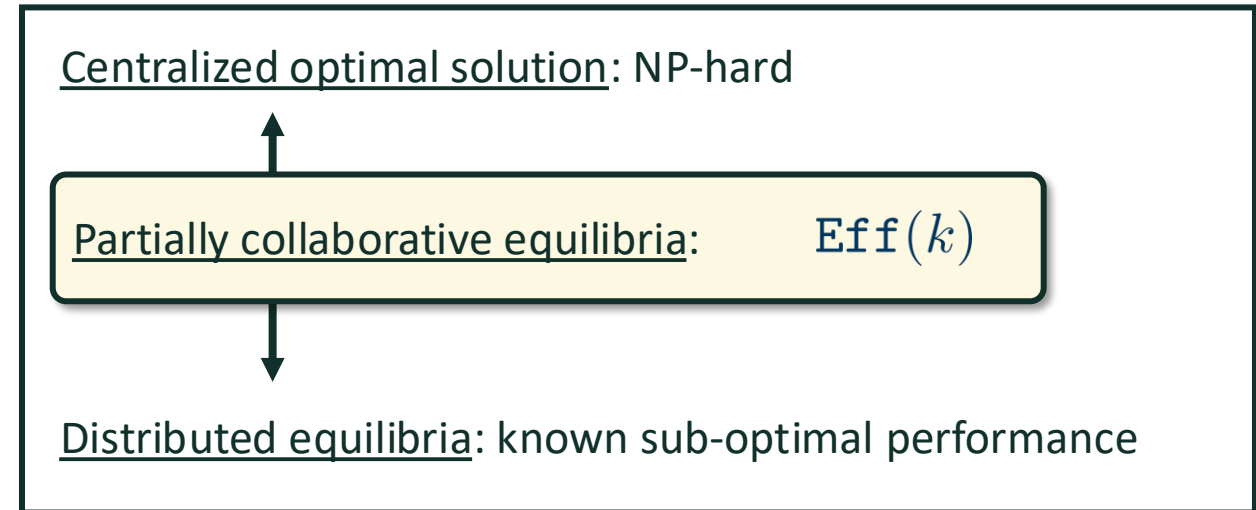 Centralized optimal solution: NP-hard
Partially collaborative equilibria: Eff(k)
Distributed equilibria: known sub-optimal performance